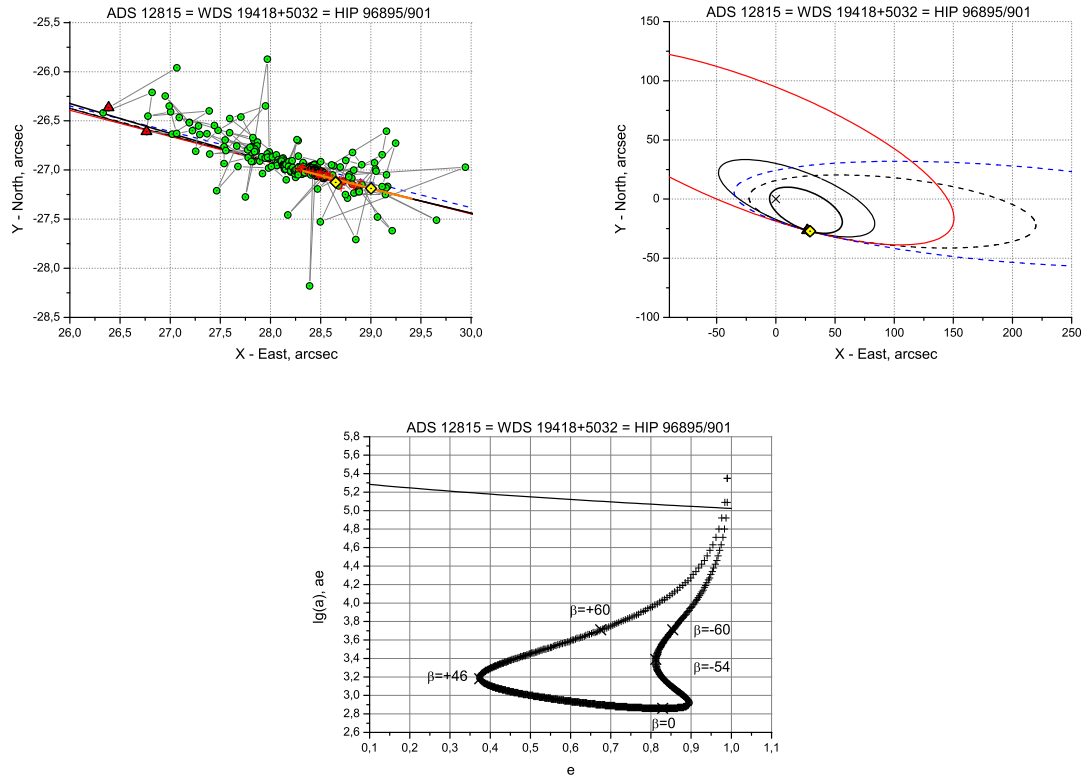 ADS 12815 = WDS 19418+5032 = HIP 96895/901
-25,5
-26,0
-26,5
-27,0
-27,5
-28,0
-28,5
Y - North, arcsec
26,0 26,5 27,0 27,5 28,0 28,5 29,0 29,5 30,0
X - East, arcsec
ADS 12815 = WDS 19418+5032 = HIP 96895/901
150
100
50
0
-50
-100
Y - North, arcsec
-50 0 50 100 150 200 250
X - East, arcsec
ADS 12815 = WDS 19418+5032 = HIP 96895/901
5,8
5,6
5,4
5,2
5,0
4,8
4,6
4,4
4,2
4,0
3,8
3,6
3,4
3,2
3,0
2,8
2,6
lg(a), ae
β=+60
β=-60
β=-54
β=+46
β=0
0,1 0,2 0,3 0,4 0,5 0,6 0,7 0,8 0,9 1,0 1,1
e